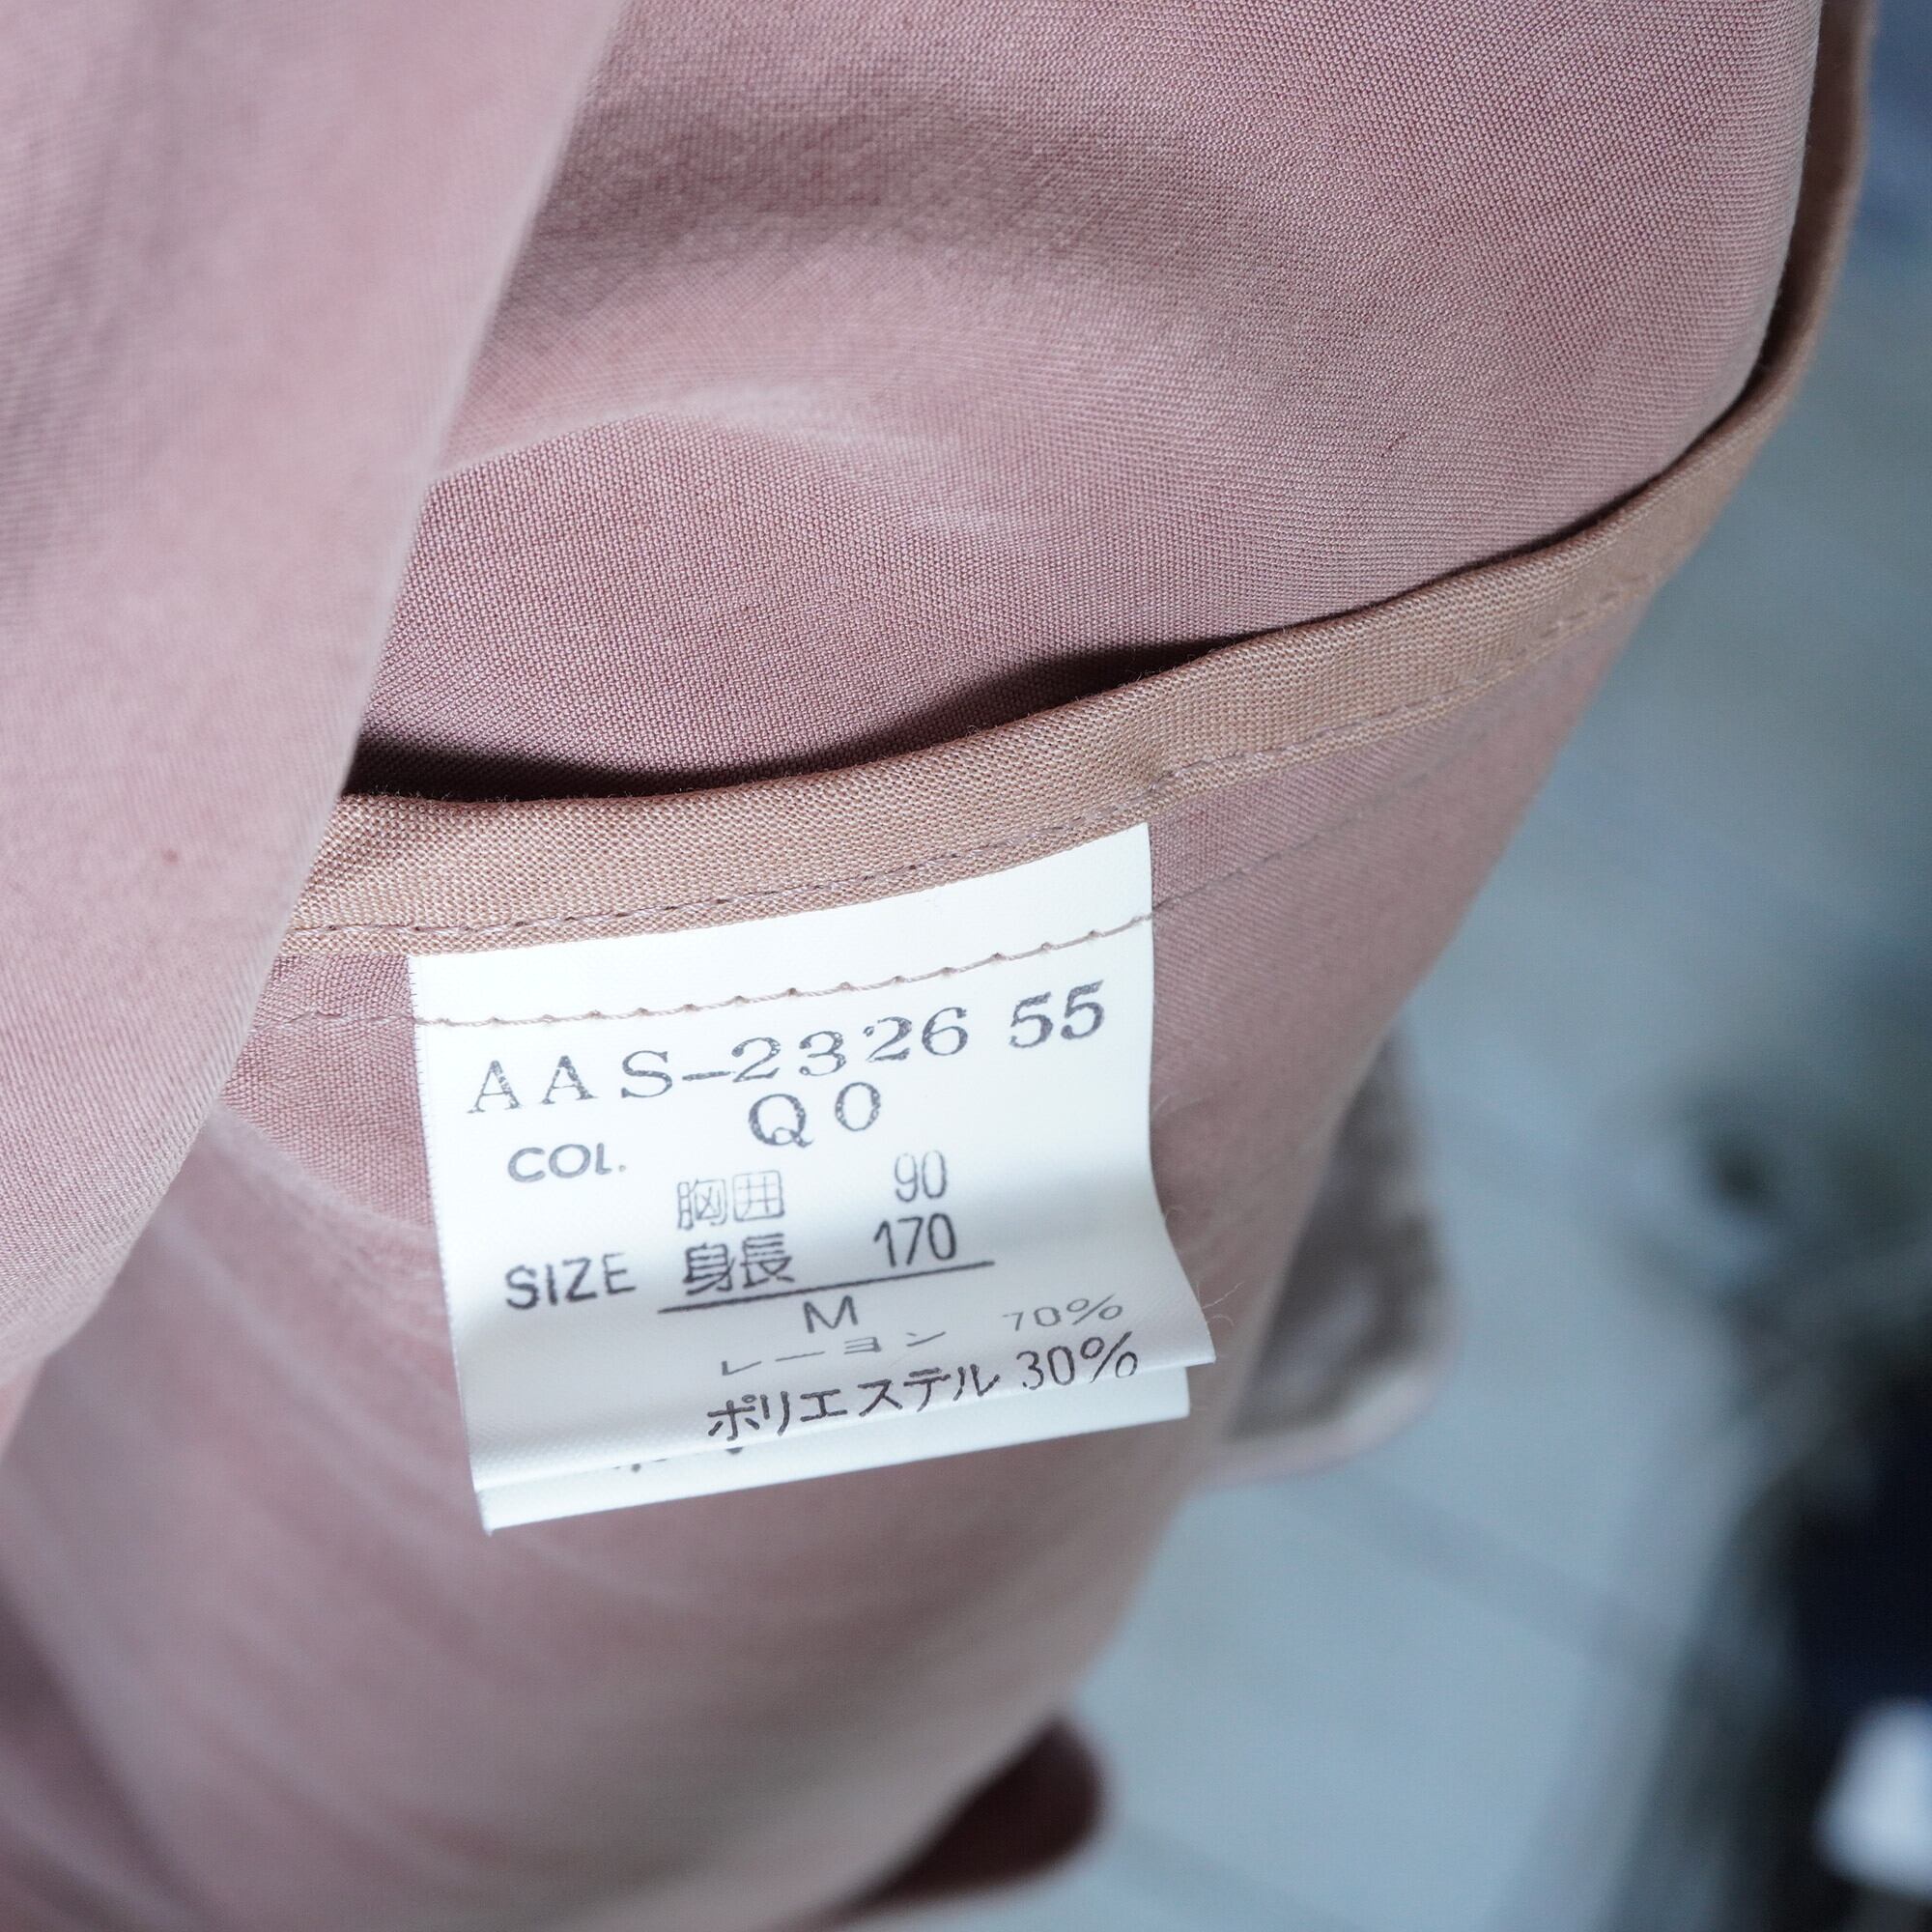 AAS-2326 55
COL. Q0
胸囲 90
SIZE 身長 170
M
レーヨン 70%
ポリエステル 30%